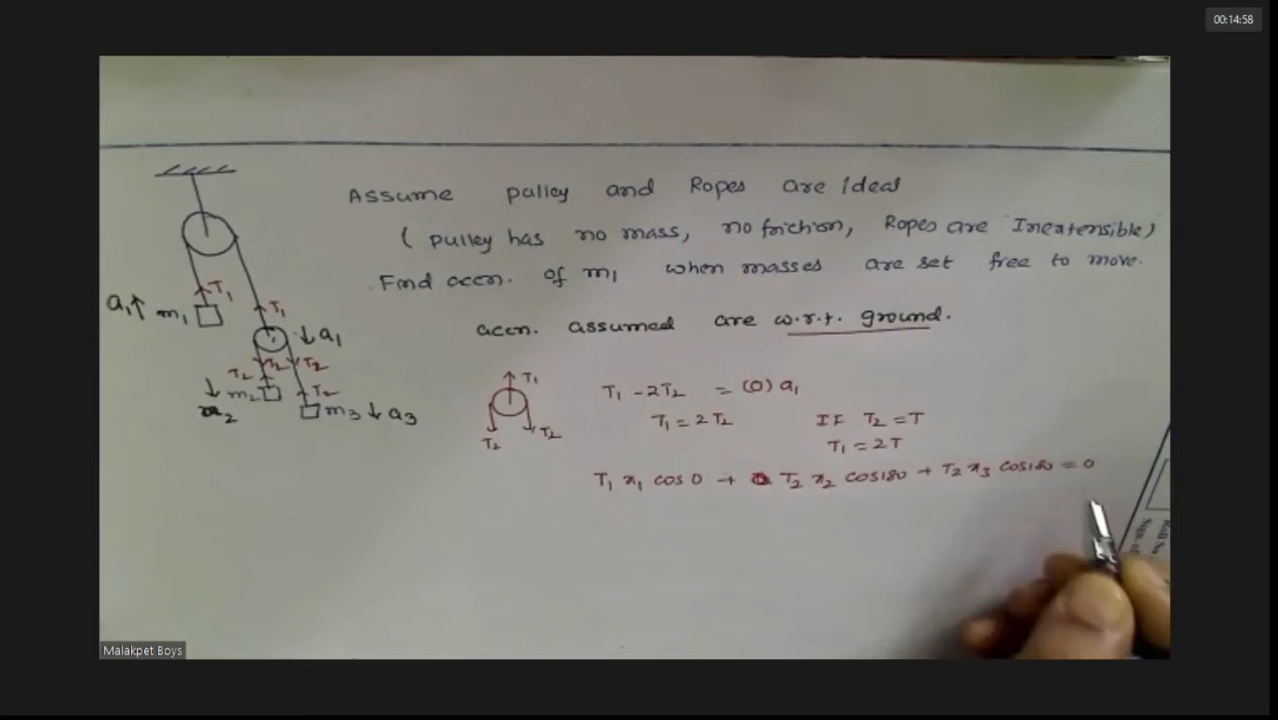 00:14:58
Assume pulley and Ropes are ideal
( pulley has no mass, no friction, Ropes are Inextensible)
Find accn. of m₁ when masses are set free to move.
accn. assumed are w.r.t. ground.
a₁↑ m₁ T₁
T₁
↓ a₁
T₂ T₂ T₂
↓ m₂ T₂
a₂ m₃ ↓ a₃
T₁
T₂ T₂
T₁ - 2T₂ = (0) a₁
T₁ = 2T₂ IF T₂ = T
T₁ = 2T
T₁ x₁ cos 0 + T₂ x₂ cos180 + T₂ x₃ cos180 = 0
Roll No
Malakpet Boys